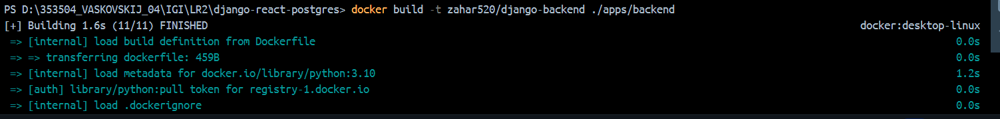 PS D:\353504_VASKOVSKIJ_04\IGI\LR2\django-react-postgres> docker build -t zahar520/django-backend ./apps/backend
[+] Building 1.6s (11/11) FINISHED docker:desktop-linux
=> [internal] load build definition from Dockerfile 0.0s
=> => transferring dockerfile: 459B 0.0s
=> [internal] load metadata for docker.io/library/python:3.10 1.2s
=> [auth] library/python:pull token for registry-1.docker.io 0.0s
=> [internal] load .dockerignore 0.0s